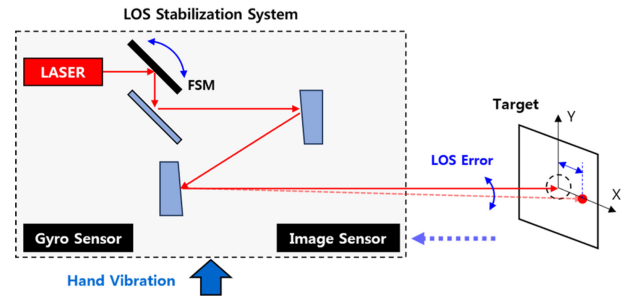 LOS Stabilization System
LASER
FSM
Target
Y
LOS Error
X
Gyro Sensor
Image Sensor
Hand Vibration